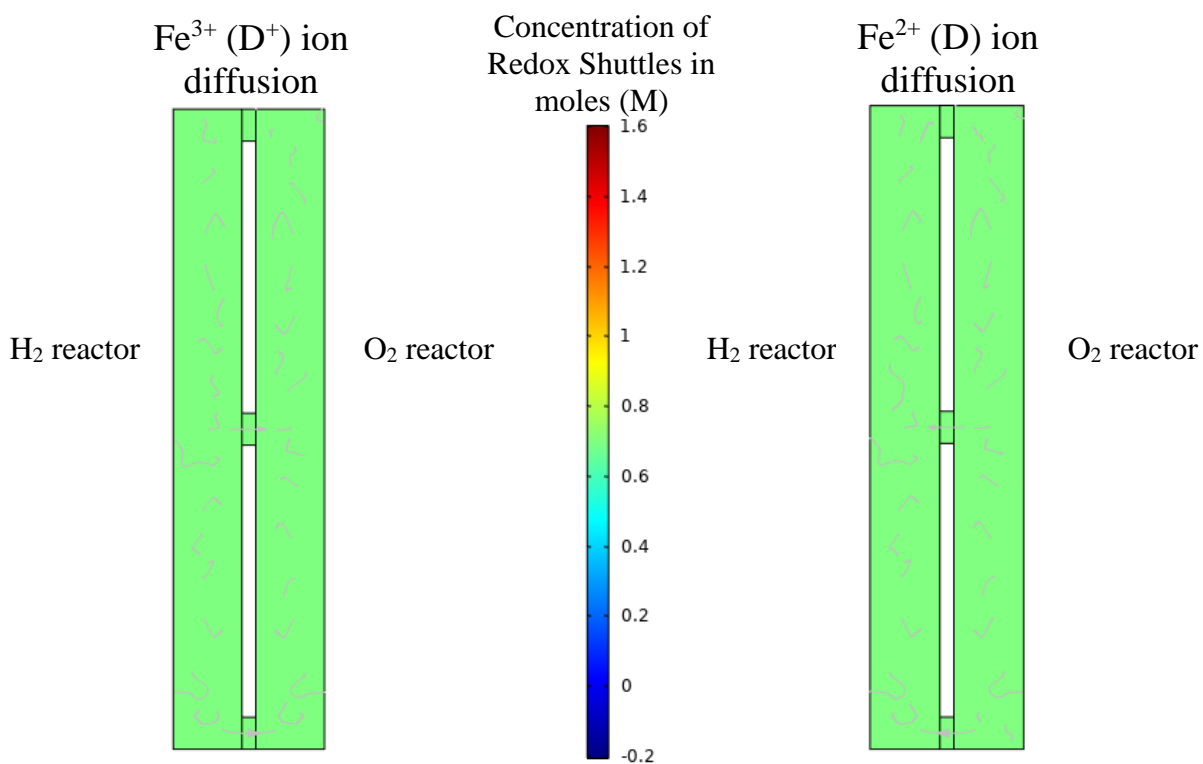 Fe³⁺ (D⁺) ion
diffusion
Concentration of
Redox Shuttles in
moles (M)
Fe²⁺ (D) ion
diffusion
1.6
1.4
1.2
1
0.8
0.6
0.4
0.2
0
-0.2
H₂ reactor
O₂ reactor
H₂ reactor
O₂ reactor